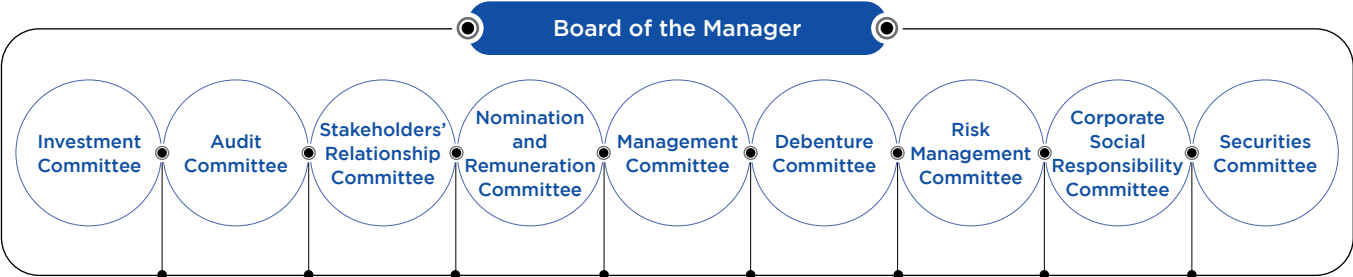 Board of the Manager
Investment
Committee
Audit
Committee
Stakeholders'
Relationship
Committee
Nomination
and
Remuneration
Committee
Management
Committee
Debenture
Committee
Risk
Management
Committee
Corporate
Social
Responsibility
Committee
Securities
Committee